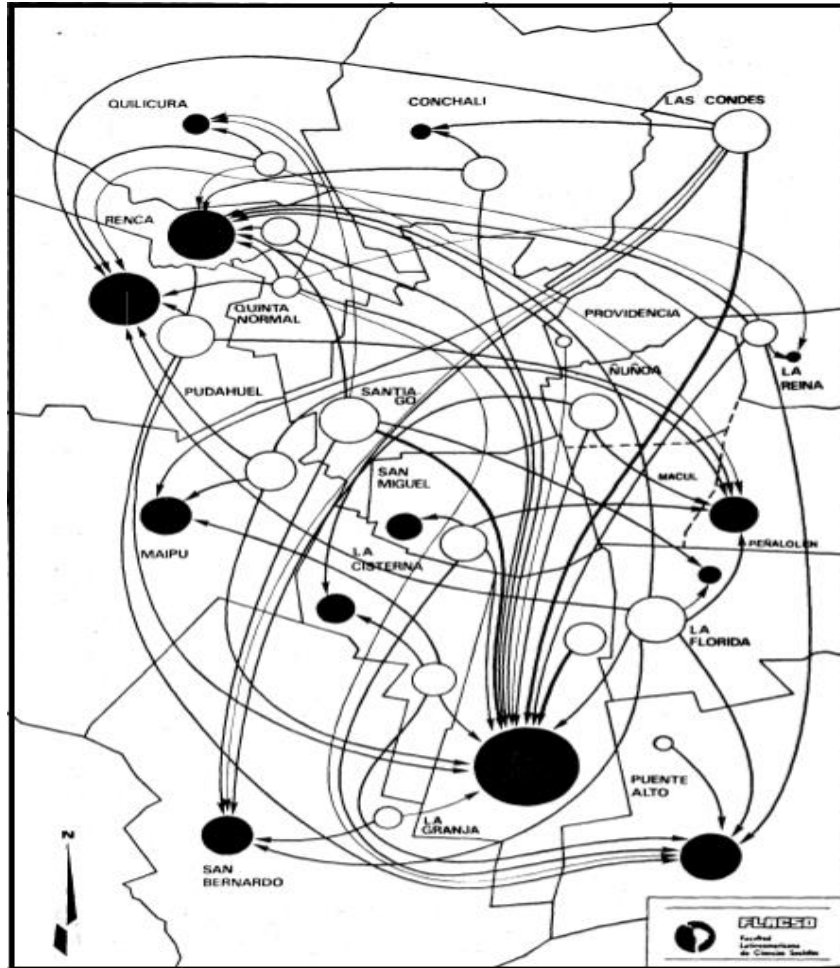 QUILICURA
CONCHALI
LAS CONDES
RENCA
QUINTA
NORMAL
PROVIDENCIA
ÑUÑOA
LA
REINA
PUDAHUEL
SANTIA
GO
SAN
MIGUEL
MACUL
MAIPU
LA
CISTERNA
PEÑALOLEN
LA
FLORIDA
PUENTE
ALTO
LA
GRANJA
SAN
BERNARDO
N
FLACSO
Facultad
Latinoamericana
de Ciencias Sociales